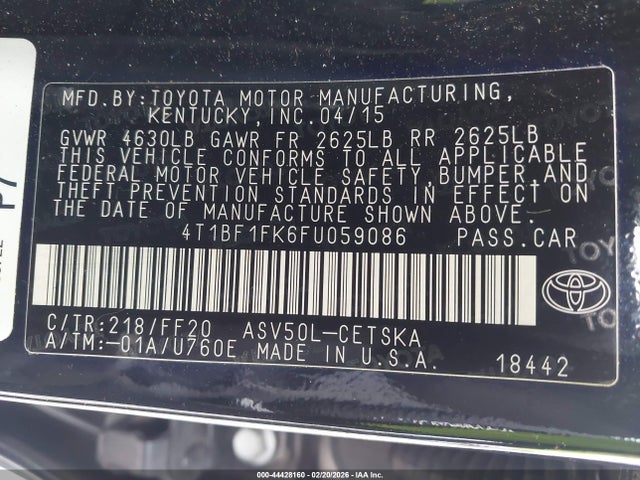 MFD.BY:TOYOTA MOTOR MANUFACTURING,
KENTUCKY,INC.04/15
GVWR 4630LB GAWR FR 2625LB RR 2625LB
THIS VEHICLE CONFORMS TO ALL APPLICABLE
FEDERAL MOTOR VEHICLE SAFETY,BUMPER,AND
THEFT PREVENTION STANDARDS IN EFFECT ON
THE DATE OF MANUFACTURE SHOWN ABOVE.
4T1BF1FK6FU059086 PASS.CAR
C/TR:218/FF20 ASV50L-CETSKA
A/TM:-01A/U760E MADE IN U.S.A.
18442
P7
000-44428160 - 02/20/2026 - IAA Inc.